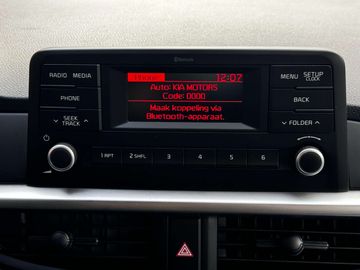 Bluetooth
Phone 12:07
RADIO MEDIA
Auto: KIA MOTORS
Code: 0000
Maak koppeling via
Bluetooth-apparaat.
PHONE
SEEK
TRACK
MENU SETUP
CLOCK
BACK
FOLDER
1 RPT 2 SHFL 3 4 5 6